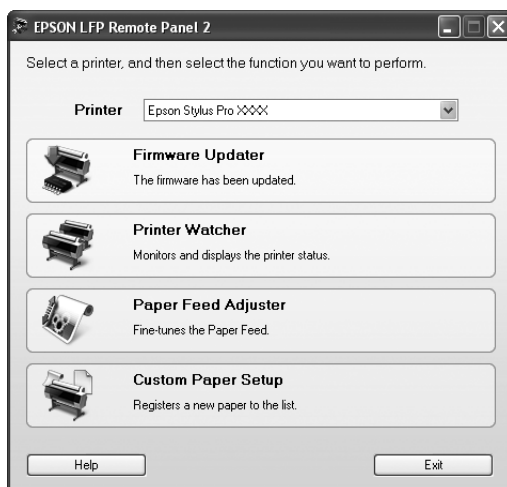 EPSON LFP Remote Panel 2
Select a printer, and then select the function you want to perform.
Printer Epson Stylus Pro XXXX
Firmware Updater
The firmware has been updated.
Printer Watcher
Monitors and displays the printer status.
Paper Feed Adjuster
Fine-tunes the Paper Feed.
Custom Paper Setup
Registers a new paper to the list.
Help Exit